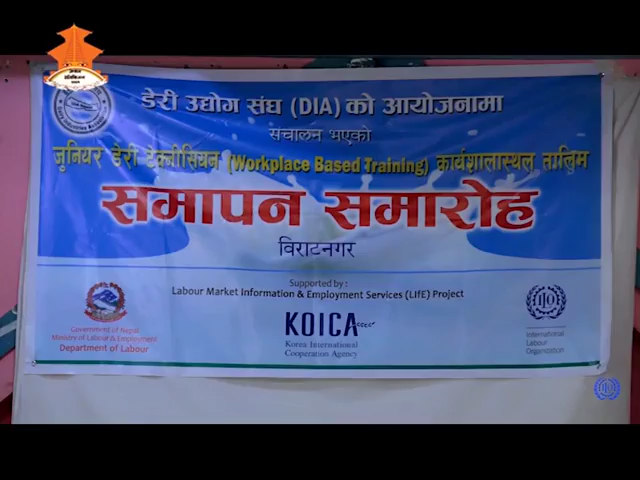 डेरी उद्योग संघ (DIA) को आयोजनामा
संचालन भएको
जुनियर डेरी टेक्नीसियन (Workplace Based Training) कार्यशालास्थल तालिम
समापन समारोह
विराटनगर
Supported by :
Labour Market Information & Employment Services (LIfE) Project
Government of Nepal
Ministry of Labour & Employment
Department of Labour
KOICA
Korea International
Cooperation Agency
International
Labour
Organization